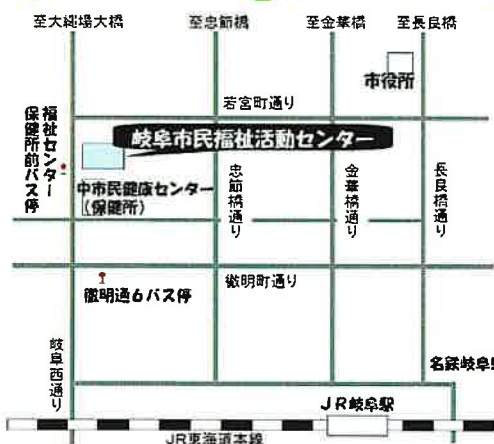 至大縄場大橋
至忠節橋
至金華橋
至長良橋
市役所
若宮町通り
岐阜市民福祉活動センター
福祉センター
保健所前バス停
中市民健康センター
(保健所)
忠節橋通り
金華橋通り
長良橋通り
徹明町通り
徹明通6バス停
岐阜西通り
名鉄岐阜駅
JR岐阜駅
JR東海道本線